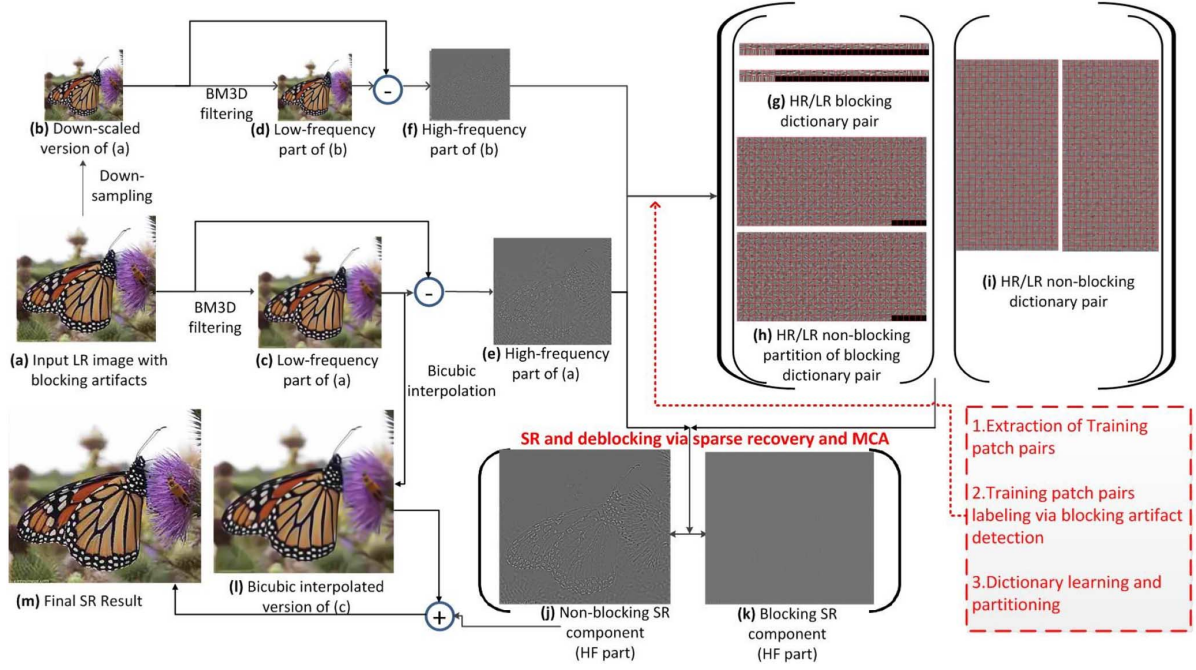 BM3D
filtering
-
(b) Down-scaled
version of (a)
(d) Low-frequency
part of (b)
(f) High-frequency
part of (b)
(g) HR/LR blocking
dictionary pair
Down-
sampling
BM3D
filtering
-
(a) Input LR image with
blocking artifacts
(c) Low-frequency
part of (a)
(e) High-frequency
part of (a)
Bicubic
interpolation
(h) HR/LR non-blocking
partition of blocking
dictionary pair
(i) HR/LR non-blocking
dictionary pair
SR and deblocking via sparse recovery and MCA
1.Extraction of Training
patch pairs
2.Training patch pairs
labeling via blocking artifact
detection
3.Dictionary learning and
partitioning
(m) Final SR Result
(l) Bicubic interpolated
version of (c)
+
(j) Non-blocking SR
component
(HF part)
(k) Blocking SR
component
(HF part)